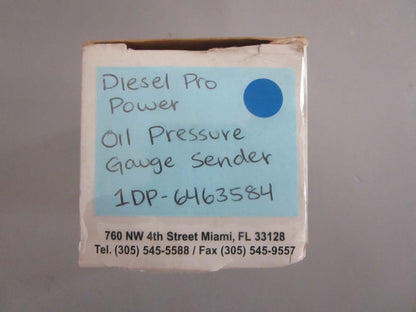 Diesel Pro
Power
Oil Pressure
Gauge Sender
1DP-6463584
760 NW 4th Street Miami, FL 33128
Tel. (305) 545-5588 / Fax (305) 545-9557